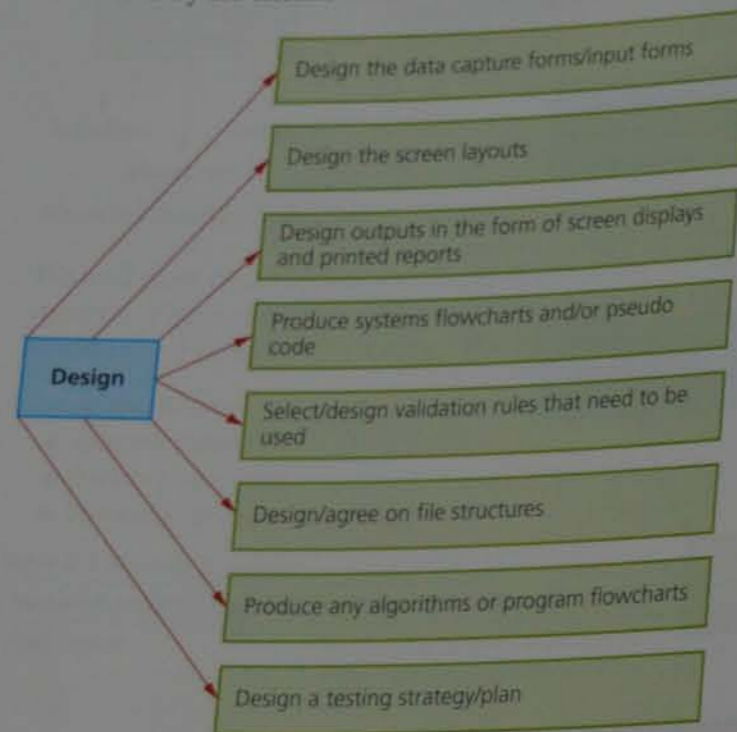 Design the data capture forms/input forms
Design the screen layouts
Design outputs in the form of screen displays
and printed reports
Produce systems flowcharts and/or pseudo
code
Design
Select/design validation rules that need to be
used
Design/agree on file structures
Produce any algorithms or program flowcharts
Design a testing strategy/plan